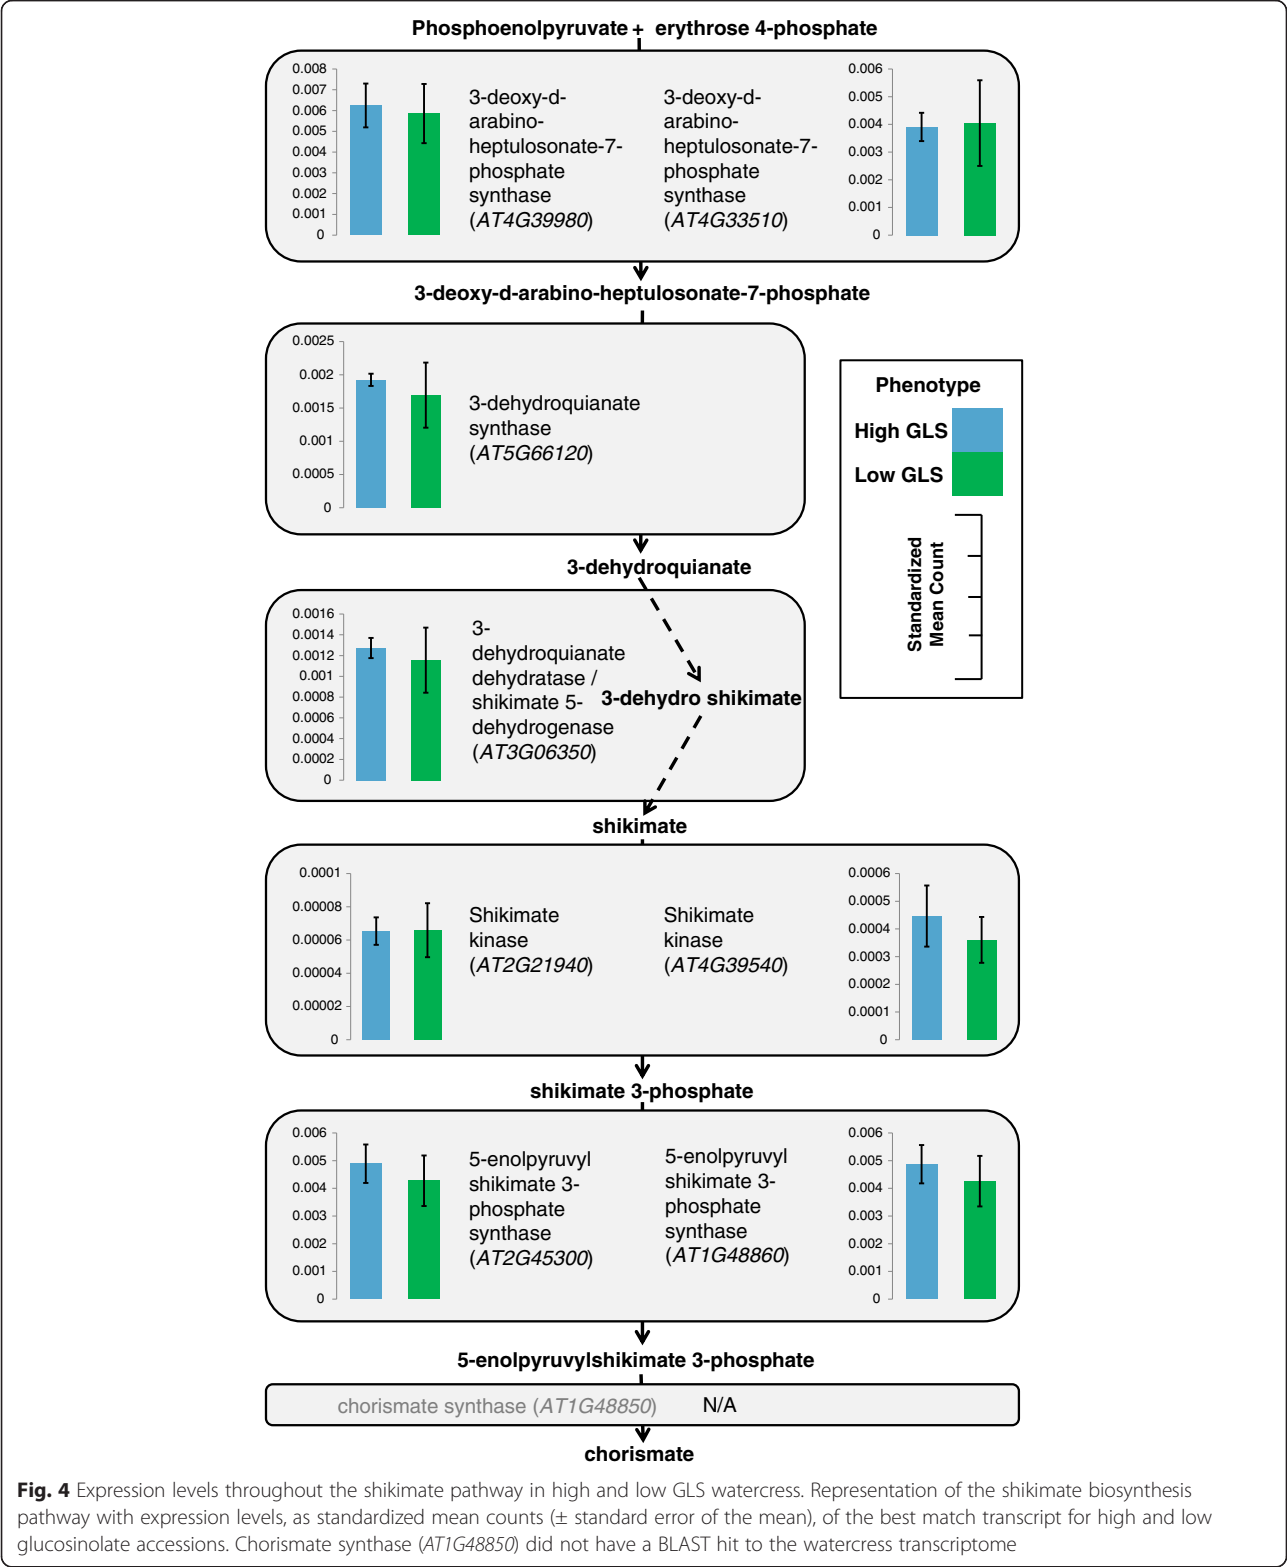 Phosphoenolpyruvate + erythrose 4-phosphate
0.008
0.007
0.006
0.005
0.004
0.003
0.002
0.001
0
3-deoxy-d-
arabino-
heptulosonate-7-
phosphate
synthase
(AT4G39980)
3-deoxy-d-
arabino-
heptulosonate-7-
phosphate
synthase
(AT4G33510)
0.006
0.005
0.004
0.003
0.002
0.001
0
3-deoxy-d-arabino-heptulosonate-7-phosphate
0.0025
0.002
0.0015
0.001
0.0005
0
3-dehydroquianate
synthase
(AT5G66120)
Phenotype
High GLS
Low GLS
Standardized
Mean Count
3-dehydroquianate
0.0016
0.0014
0.0012
0.001
0.0008
0.0006
0.0004
0.0002
0
3-
dehydroquianate
dehydratase /
shikimate 5-
dehydrogenase
(AT3G06350)
3-dehydro shikimate
shikimate
0.0001
0.00008
0.00006
0.00004
0.00002
0
Shikimate
kinase
(AT2G21940)
Shikimate
kinase
(AT4G39540)
0.0006
0.0005
0.0004
0.0003
0.0002
0.0001
0
shikimate 3-phosphate
0.006
0.005
0.004
0.003
0.002
0.001
0
5-enolpyruvyl
shikimate 3-
phosphate
synthase
(AT2G45300)
5-enolpyruvyl
shikimate 3-
phosphate
synthase
(AT1G48860)
0.006
0.005
0.004
0.003
0.002
0.001
0
5-enolpyruvylshikimate 3-phosphate
chorismate synthase (AT1G48850) N/A
chorismate
Fig. 4 Expression levels throughout the shikimate pathway in high and low GLS watercress. Representation of the shikimate biosynthesis
pathway with expression levels, as standardized mean counts (± standard error of the mean), of the best match transcript for high and low
glucosinolate accessions. Chorismate synthase (AT1G48850) did not have a BLAST hit to the watercress transcriptome